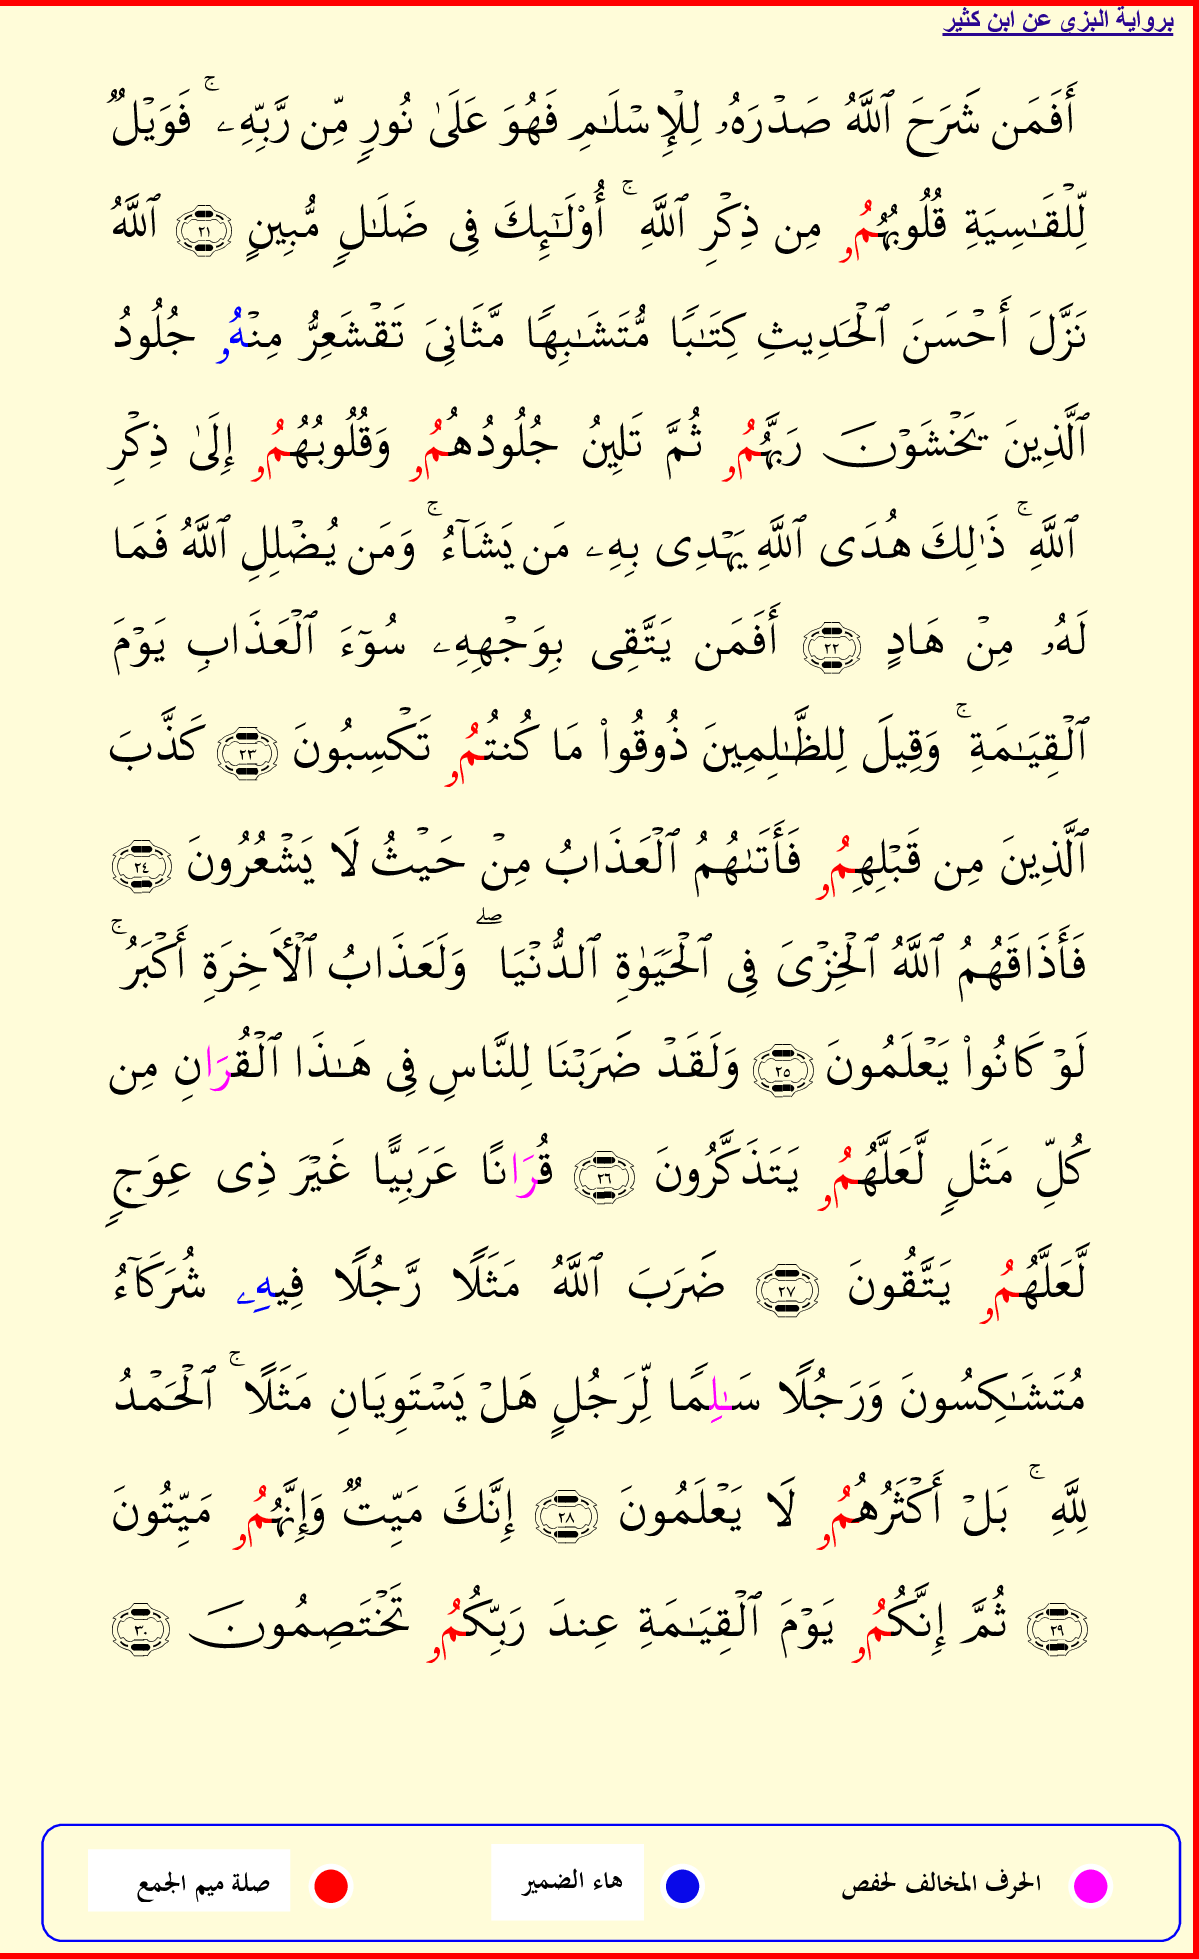 برواية البزي عن ابن كثير
أَفَمَن شَرَحَ ٱللَّهُ صَدْرَهُۥ لِلْإِسْلَٰمِ فَهُوَ عَلَىٰ نُورٍ مِّن رَّبِّهِۦ ۚ فَوَيْلٌ
لِّلْقَٰسِيَةِ قُلُوبُهُمُۥ مِن ذِكْرِ ٱللَّهِ ۚ أُو۟لَٰٓئِكَ فِى ضَلَٰلٍ مُّبِينٍ ٢١ ٱللَّهُ
نَزَّلَ أَحْسَنَ ٱلْحَدِيثِ كِتَٰبًا مُّتَشَٰبِهًا مَّثَانِىَ تَقْشَعِرُّ مِنْهُۥ جُلُودُ
ٱلَّذِينَ يَخْشَوْنَ رَبَّهُمُۥ ثُمَّ تَلِينُ جُلُودُهُمُۥ وَقُلُوبُهُمُۥ إِلَىٰ ذِكْرِ
ٱللَّهِ ۚ ذَٰلِكَ هُدَى ٱللَّهِ يَهْدِى بِهِۦ مَن يَشَآءُ ۚ وَمَن يُضْلِلِ ٱللَّهُ فَمَا
لَهُۥ مِنْ هَادٍ ٢٢ أَفَمَن يَتَّقِى بِوَجْهِهِۦ سُوٓءَ ٱلْعَذَابِ يَوْمَ
ٱلْقِيَٰمَةِ ۚ وَقِيلَ لِلظَّٰلِمِينَ ذُوقُوا۟ مَا كُنتُمُۥ تَكْسِبُونَ ٢٣ كَذَّبَ
ٱلَّذِينَ مِن قَبْلِهِمُۥ فَأَتَىٰهُمُ ٱلْعَذَابُ مِنْ حَيْثُ لَا يَشْعُرُونَ ٢٤
فَأَذَاقَهُمُ ٱللَّهُ ٱلْخِزْىَ فِى ٱلْحَيَوٰةِ ٱلدُّنْيَا ۖ وَلَعَذَابُ ٱلْأَخِرَةِ أَكْبَرُ ۚ
لَوْ كَانُوا۟ يَعْلَمُونَ ٢٥ وَلَقَدْ ضَرَبْنَا لِلنَّاسِ فِى هَٰذَا ٱلْقُرَانِ مِن
كُلِّ مَثَلٍ لَّعَلَّهُمُۥ يَتَذَكَّرُونَ ٢٦ قُرَانًا عَرَبِيًّا غَيْرَ ذِى عِوَجٍ
لَّعَلَّهُمُۥ يَتَّقُونَ ٢٧ ضَرَبَ ٱللَّهُ مَثَلًا رَّجُلًا فِيهِۦ شُرَكَآءُ
مُتَشَٰكِسُونَ وَرَجُلًا سَٰلِمًا لِّرَجُلٍ هَلْ يَسْتَوِيَانِ مَثَلًا ۚ ٱلْحَمْدُ
لِلَّهِ ۚ بَلْ أَكْثَرُهُمُۥ لَا يَعْلَمُونَ ٢٨ إِنَّكَ مَيِّتٌ وَإِنَّهُمُۥ مَيِّتُونَ
٢٩ ثُمَّ إِنَّكُمُۥ يَوْمَ ٱلْقِيَٰمَةِ عِندَ رَبِّكُمُۥ تَخْتَصِمُونَ ٣٠
الحرف المخالف لحفص هاء الضمير صلة ميم الجمع